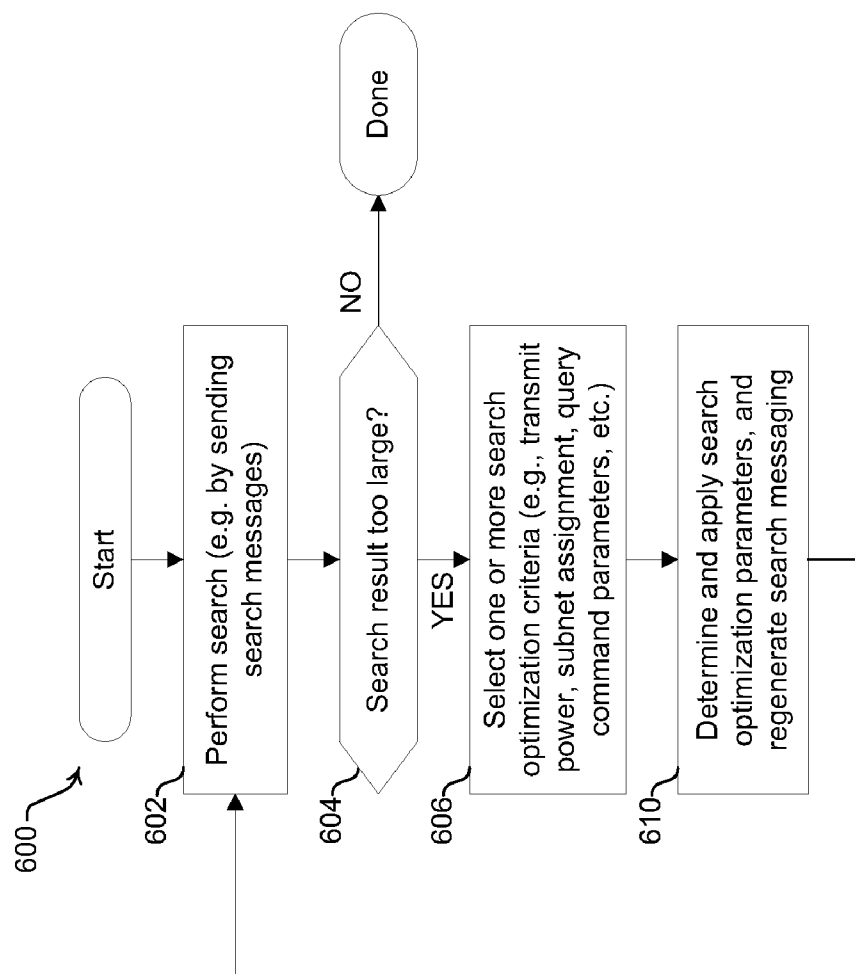 600
Start
602
Perform search (e.g. by sending
search messages)
604
Search result too large?
NO
Done
YES
606
Select one or more search
optimization criteria (e.g., transmit
power, subnet assignment, query
command parameters, etc.)
610
Determine and apply search
optimization parameters, and
regenerate search messaging